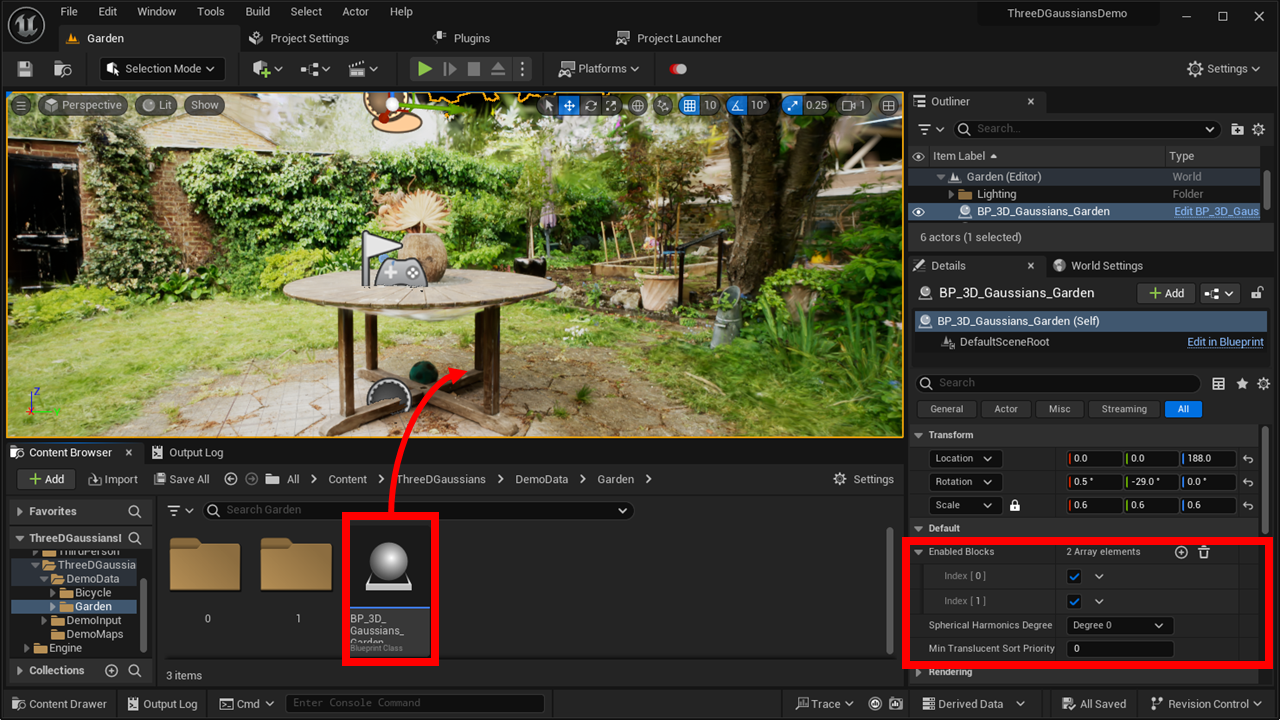 File Edit Window Tools Build Select Actor Help
ThreeDGaussiansDemo
Garden Project Settings Plugins Project Launcher
Selection Mode Platforms Settings
Perspective Lit Show 10 10° 0.25 1
Z
Outliner
Search...
Item Label Type
Garden (Editor) World
Lighting Folder
BP_3D_Gaussians_Garden Edit BP_3D_Gaus
6 actors (1 selected)
Details World Settings
BP_3D_Gaussians_Garden + Add
BP_3D_Gaussians_Garden (Self)
DefaultSceneRoot Edit in Blueprint
Search
General Actor Misc Streaming All
Transform
Location 0.0 0.0 188.0
Rotation 0.5 ° -29.0 ° 0.0 °
Scale 0.6 0.6 0.6
Default
Enabled Blocks 2 Array elements
Index [ 0 ]
Index [ 1 ]
Spherical Harmonics Degree Degree 0
Min Translucent Sort Priority 0
Rendering
Content Browser Output Log
+ Add Import Save All All Content ThreeDGaussians DemoData Garden Settings
Favorites
ThreeDGaussiansI
ThirdPerson
ThreeDGaussia
DemoData
Bicycle
Garden
DemoInput
DemoMaps
Engine
Collections
Search Garden
0
1
BP_3D_
Gaussians_
Garden
Blueprint Class
3 items
Content Drawer Output Log Cmd Enter Console Command Trace Derived Data All Saved Revision Control